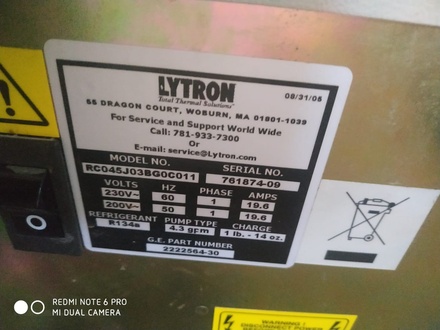 LYTRON
Total Thermal Solutions
08/31/05
55 DRAGON COURT, WOBURN, MA 01801-1039
For Service and Support World Wide
Call: 781-933-7300
Or
E-mail: service@Lytron.com
MODEL NO. SERIAL NO.
RC045J03BG0C011 761874-09
VOLTS HZ PHASE AMPS
230V~ 60 1 19.6
200V~ 50 1 19.6
REFRIGERANT PUMP TYPE CHARGE
R134a 4.3 gpm 1 lb. - 14 oz.
G.E. PART NUMBER
2222564-30
WARNING
DISCONNECT POWER
REDMI NOTE 6 PRO
MI DUAL CAMERA